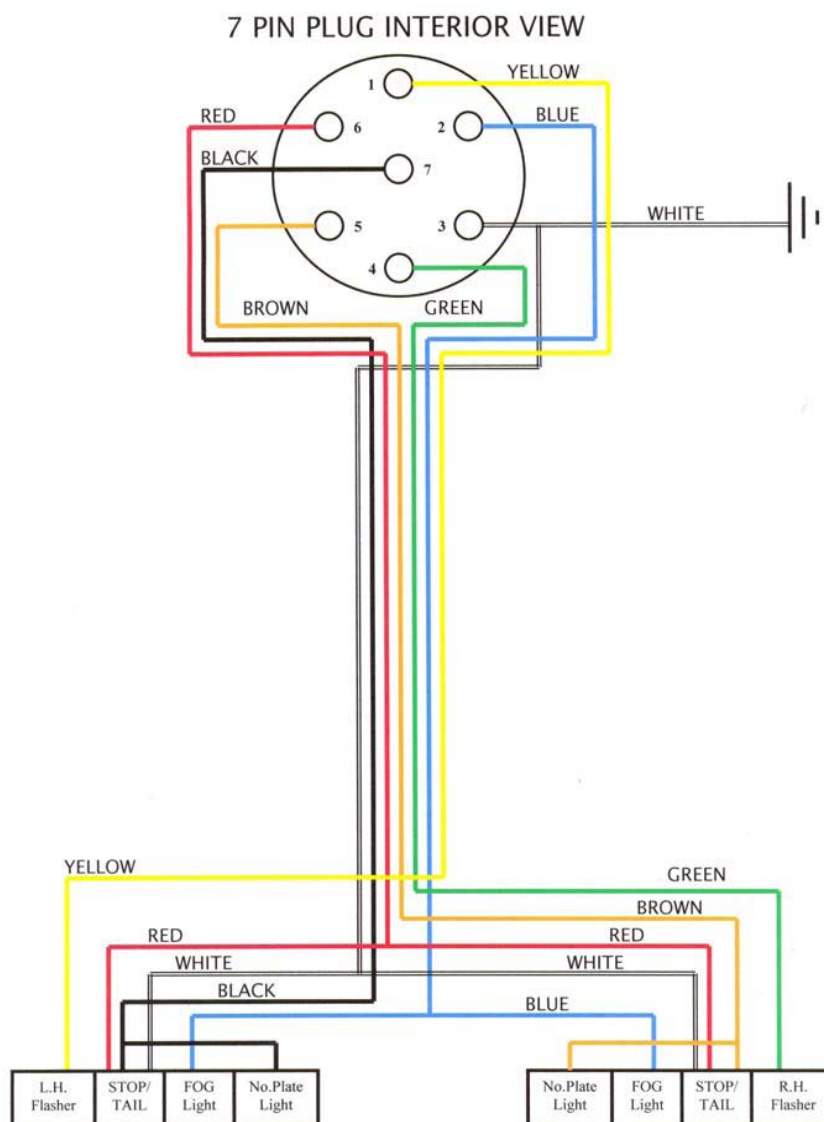 7 PIN PLUG INTERIOR VIEW
YELLOW
1
RED
6
2
BLUE
BLACK
7
WHITE
5
3
4
BROWN
GREEN
YELLOW
GREEN
BROWN
RED
RED
WHITE
WHITE
BLACK
BLUE
L.H.
Flasher
STOP/
TAIL
FOG
Light
No.Plate
Light
No.Plate
Light
FOG
Light
STOP/
TAIL
R.H.
Flasher